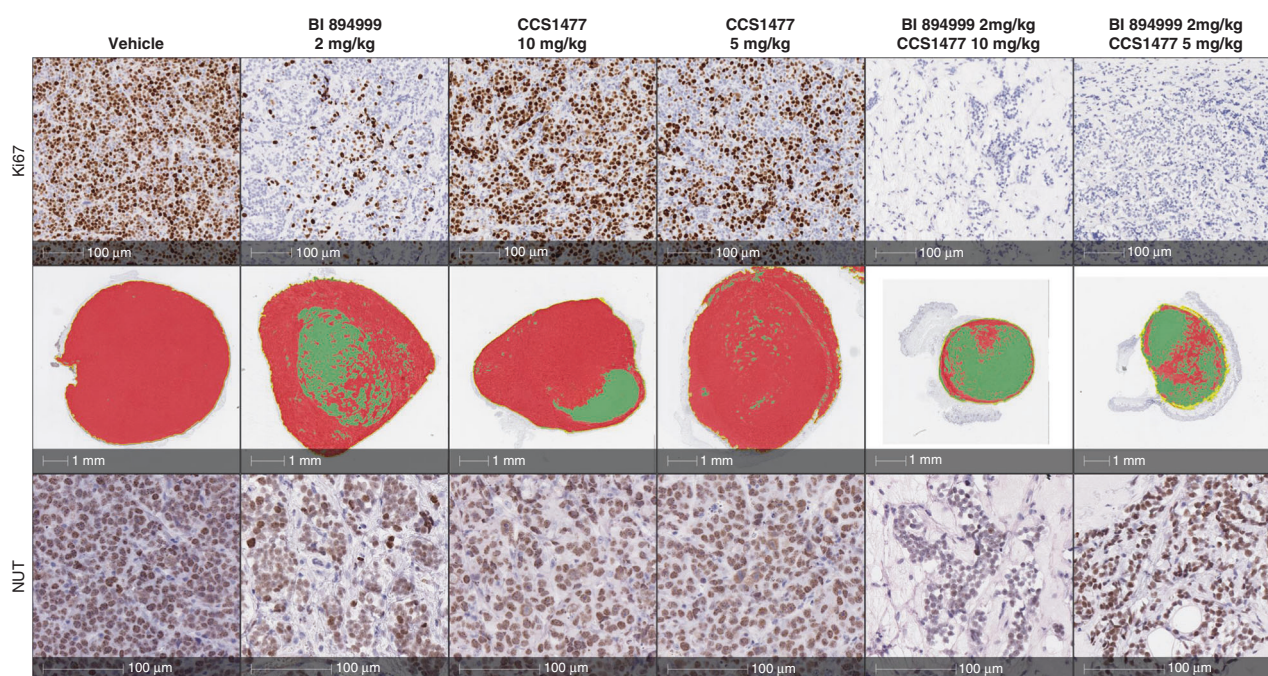 Vehicle
BI 894999
2 mg/kg
CCS1477
10 mg/kg
CCS1477
5 mg/kg
BI 894999 2mg/kg
CCS1477 10 mg/kg
BI 894999 2mg/kg
CCS1477 5 mg/kg
Ki67
100 µm
100 µm
100 µm
100 µm
100 µm
100 µm
1 mm
1 mm
1 mm
1 mm
1 mm
1 mm
NUT
100 µm
100 µm
100 µm
100 µm
100 µm
100 µm